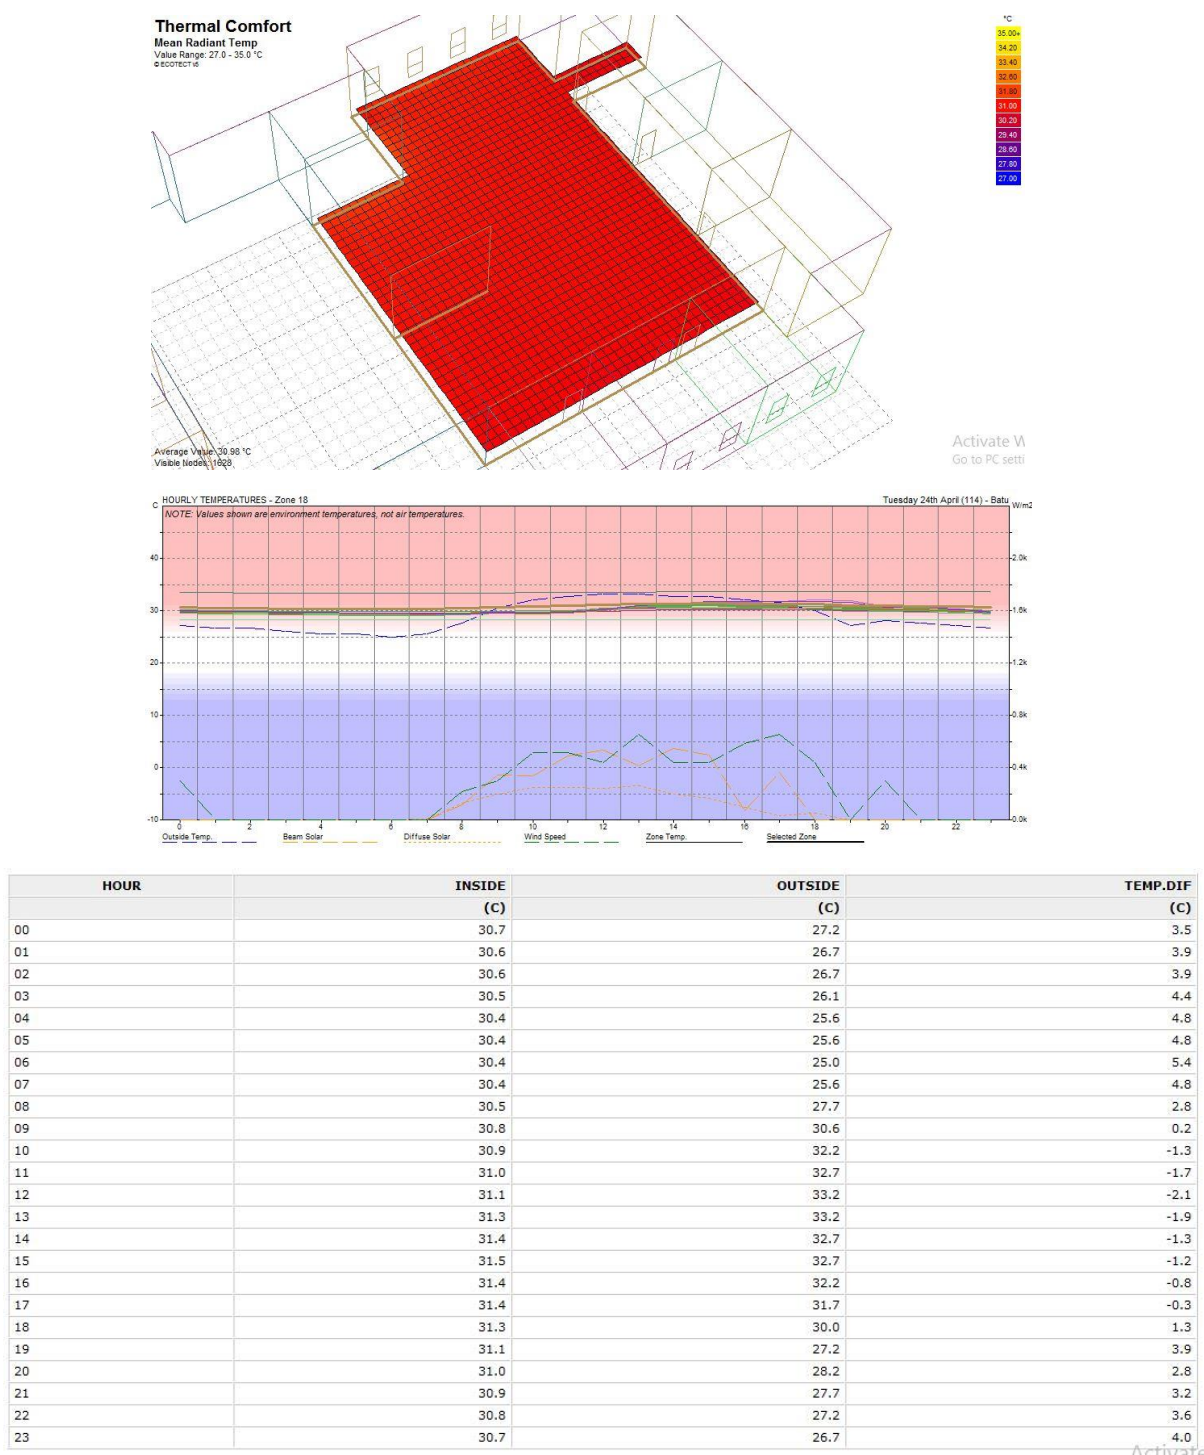 Thermal Comfort
Mean Radiant Temp
Value Range: 27.0 - 35.0 °C
© ECOTECT v5
°C
35.00+
34.20
33.40
32.60
31.80
31.00
30.20
29.40
28.60
27.80
27.00
Average Value: 30.98 °C
Visible Nodes: 1628
Activate W
Go to PC setti
HOURLY TEMPERATURES - Zone 18
Tuesday 24th April (114) - Batu
C
W/m2
NOTE: Values shown are environment temperatures, not air temperatures.
40
2.0k
30
1.6k
20
1.2k
10
0.8k
0
0.4k
-10
0.0k
0 2 4 6 8 10 12 14 16 18 20 22
Outside Temp. Beam Solar Diffuse Solar Wind Speed Zone Temp. Selected Zone
HOUR INSIDE OUTSIDE TEMP.DIF
(C) (C) (C)
00 30.7 27.2 3.5
01 30.6 26.7 3.9
02 30.6 26.7 3.9
03 30.5 26.1 4.4
04 30.4 25.6 4.8
05 30.4 25.6 4.8
06 30.4 25.0 5.4
07 30.4 25.6 4.8
08 30.5 27.7 2.8
09 30.8 30.6 0.2
10 30.9 32.2 -1.3
11 31.0 32.7 -1.7
12 31.1 33.2 -2.1
13 31.3 33.2 -1.9
14 31.4 32.7 -1.3
15 31.5 32.7 -1.2
16 31.4 32.2 -0.8
17 31.4 31.7 -0.3
18 31.3 30.0 1.3
19 31.1 27.2 3.9
20 31.0 28.2 2.8
21 30.9 27.7 3.2
22 30.8 27.2 3.6
23 30.7 26.7 4.0
Activate